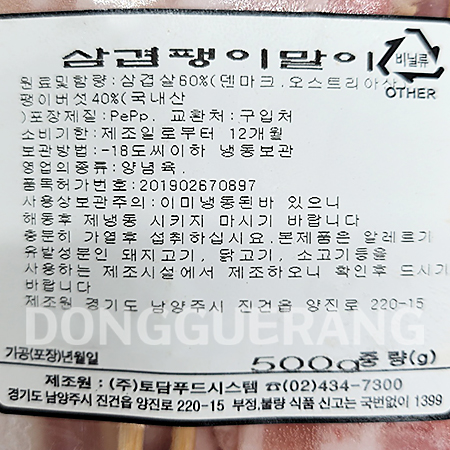 삼겹팽이말이
비닐류
OTHER
원료및함량:삼겹살60%(덴마크.오스트리아산
팽이버섯40%(국내산
)포장재질:PePp. 교환처:구입처
소비기한:제조일로부터 12개월
보관방법:-18도씨이하 냉동보관
영업의종류:양념육.
품목허가번호:201902670897
사용상보관주의:이미냉동된바 있으니
해동후 재냉동 시키지 마시기 바랍니다
충분히 가열후 섭취하십시요.본제품은 알레르기
유발성분인 돼지고기, 닭고기, 소고기등을
사용하는 제조시설에서 제조하오니 확인후 드시기
바랍니다
제조원 경기도 남양주시 진건읍 양진로 220-15
DONGGUERANG
가공(포장)년월일
500g 중 량(g)
제조원 : (주)토담푸드시스템 ☎(02)434-7300
경기도 남양주시 진건읍 양진로 220-15 부정,불량 식품 신고는 국번없이 1399